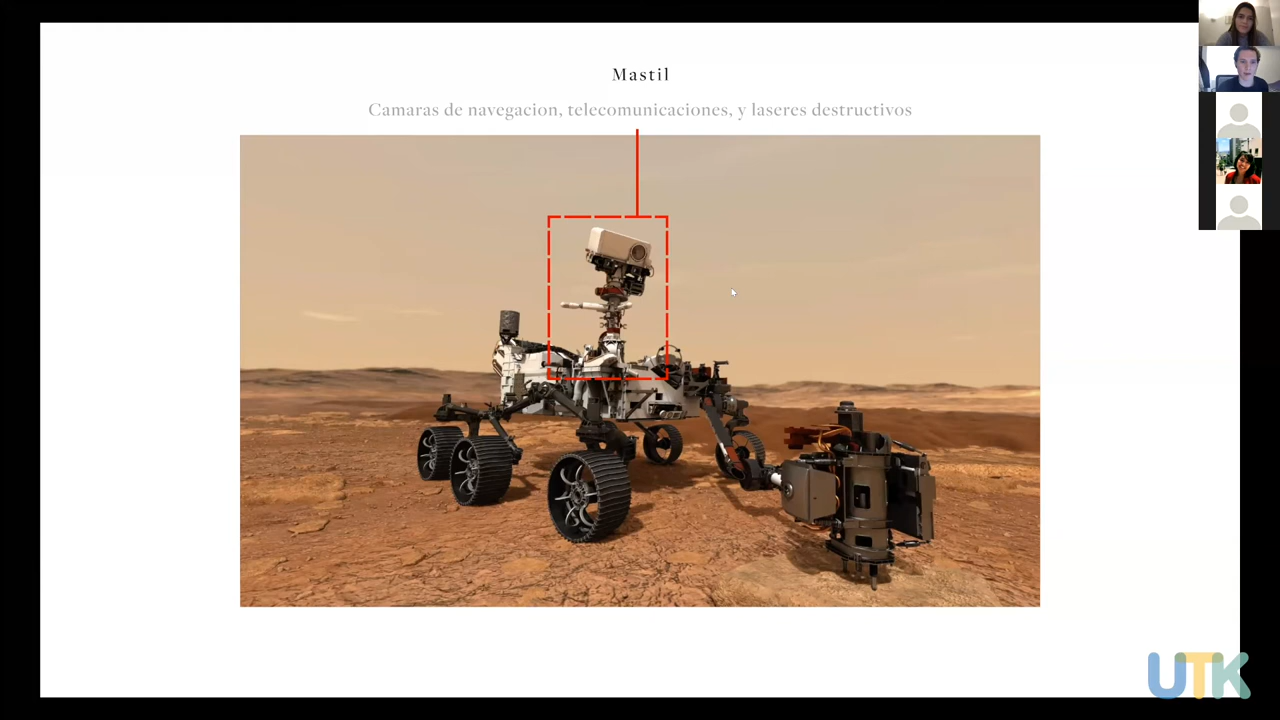 Mastil
Camaras de navegacion, telecomunicaciones, y laseres destructivos
UTK